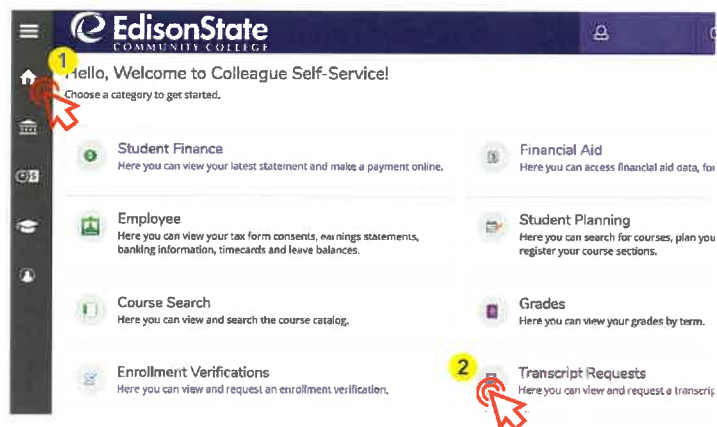 EdisonState
COMMUNITY COLLEGE
1
Hello, Welcome to Colleague Self-Service!
Choose a category to get started.
Student Finance
Here you can view your latest statement and make a payment online.
Financial Aid
Here you can access financial aid data, for
Employee
Here you can view your tax form consents, earnings statements,
banking information, timecards and leave balances.
Student Planning
Here you can search for courses, plan you
register your course sections.
Course Search
Here you can view and search the course catalog.
Grades
Here you can view your grades by term.
Enrollment Verifications
Here you can view and request an enrollment verification.
2
Transcript Requests
Here you can view and request a transcrip